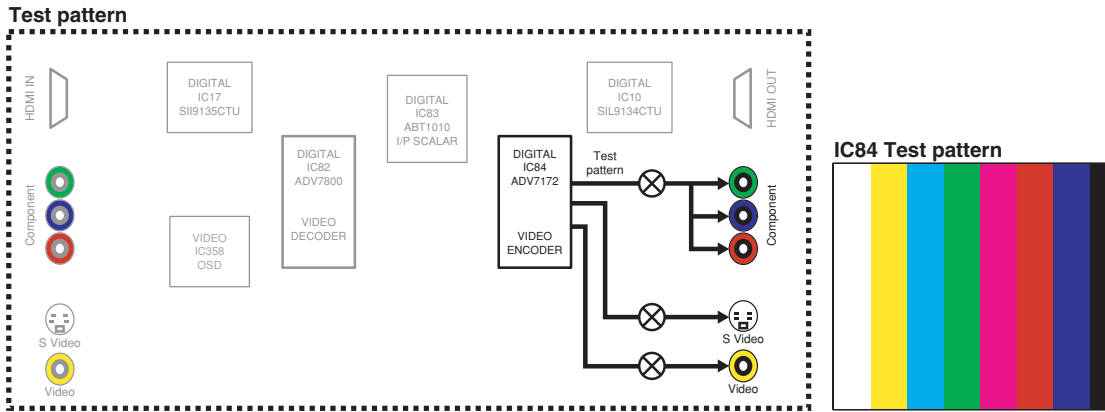 Test pattern
HDMI IN
DIGITAL
IC17
SII9135CTU
DIGITAL
IC83
ABT1010
I/P SCALAR
DIGITAL
IC10
SIL9134CTU
HDMI OUT
DIGITAL
IC82
ADV7800
VIDEO
DECODER
DIGITAL
IC84
ADV7172
VIDEO
ENCODER
Test
pattern
IC84 Test pattern
Component
Component
VIDEO
IC358
OSD
S Video
S Video
Video
Video